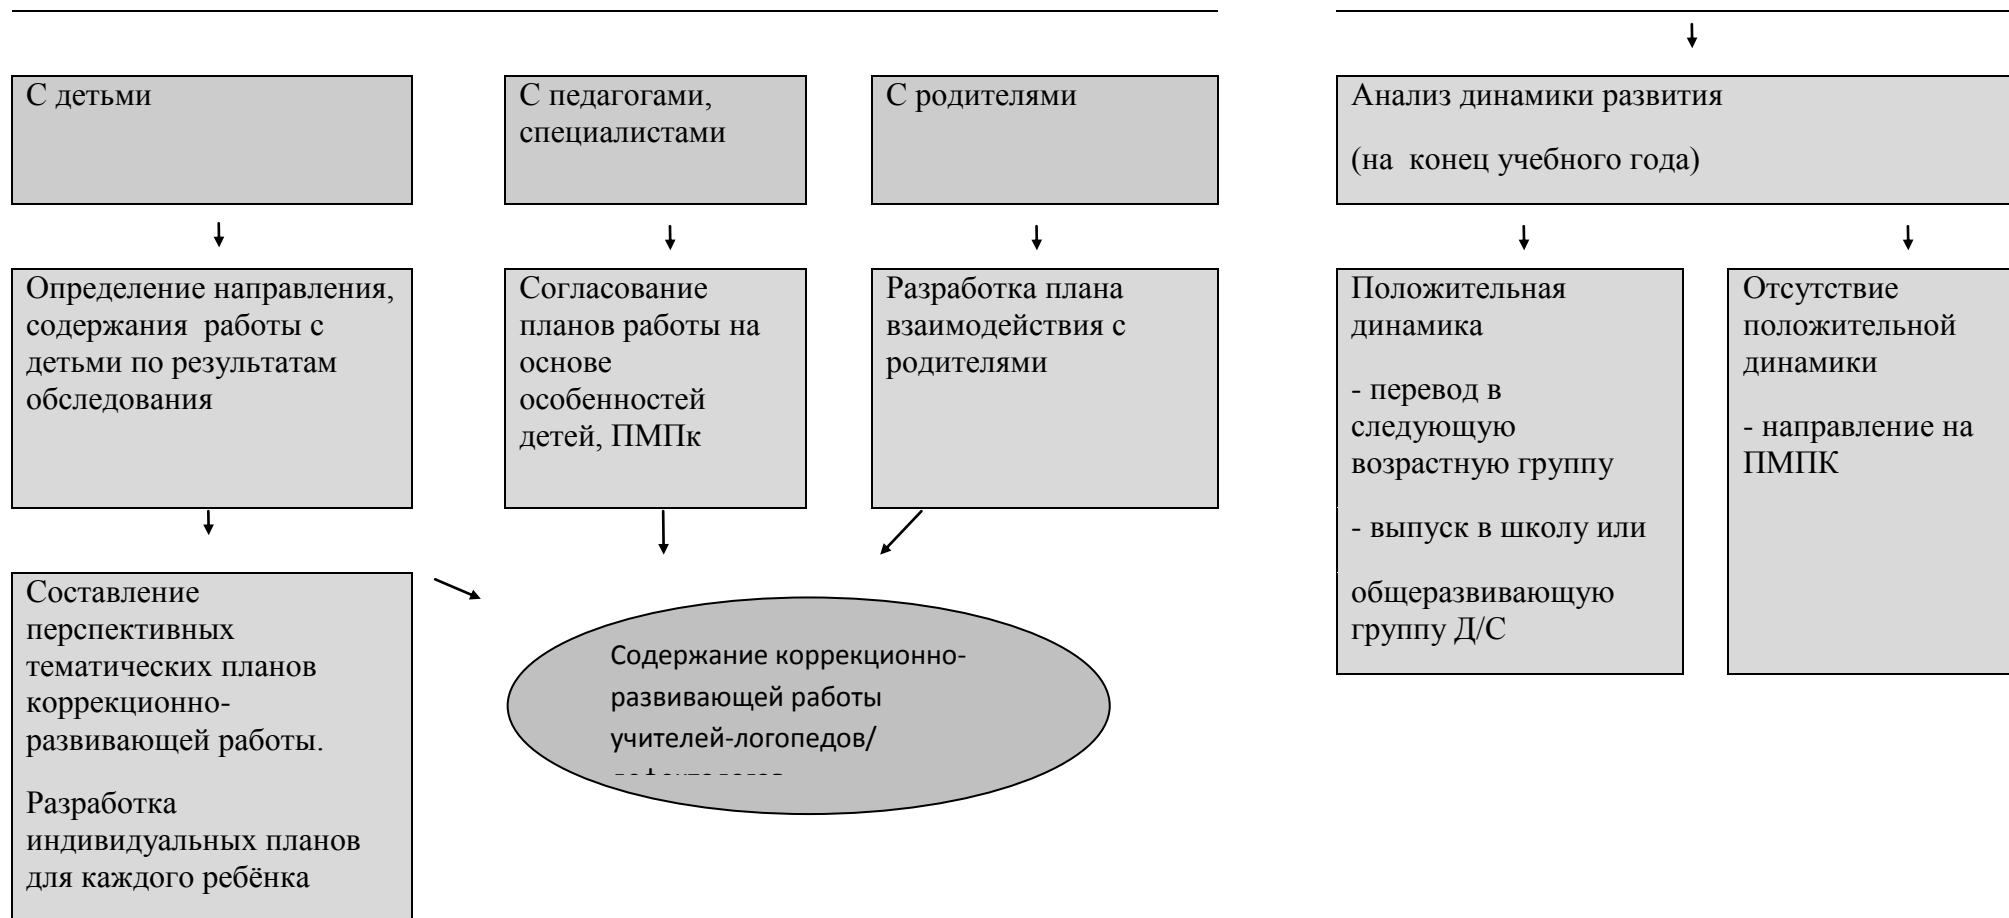 С детьми
С педагогами,
специалистами
С родителями
Анализ динамики развития
(на  конец учебного года)
Определение направления,
содержания  работы с
детьми по результатам
обследования
Согласование
планов работы на
основе
особенностей
детей, ПМПк
Разработка плана
взаимодействия с
родителями
Положительная
динамика
- перевод в
следующую
возрастную группу
- выпуск в школу или
общеразвивающую
группу Д/С
Отсутствие
положительной
динамики
- направление на
ПМПК
Составление
перспективных
тематических планов
коррекционно-
развивающей работы.
Разработка
индивидуальных планов
для каждого ребёнка
Содержание коррекционно-
развивающей работы
учителей-логопедов/